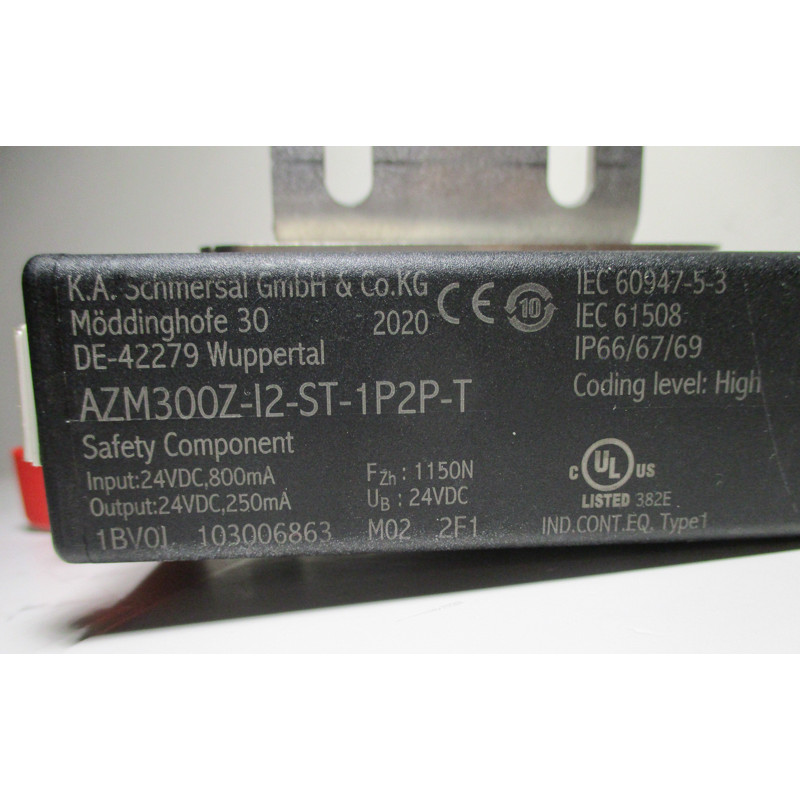 K.A. Schmersal GmbH & Co.KG
Möddinghofe 30
2020 CE 10
DE-42279 Wuppertal
AZM300Z-I2-ST-1P2P-T
Safety Component
Input:24VDC,800mA
Output:24VDC,250mA
FZh : 1150N
UB : 24VDC
103006863 M02 2F1
IEC 60947-5-3
IEC 61508
IP66/67/69
Coding level: High
C UL US
LISTED 382E
IND.CONT.EQ. Type1